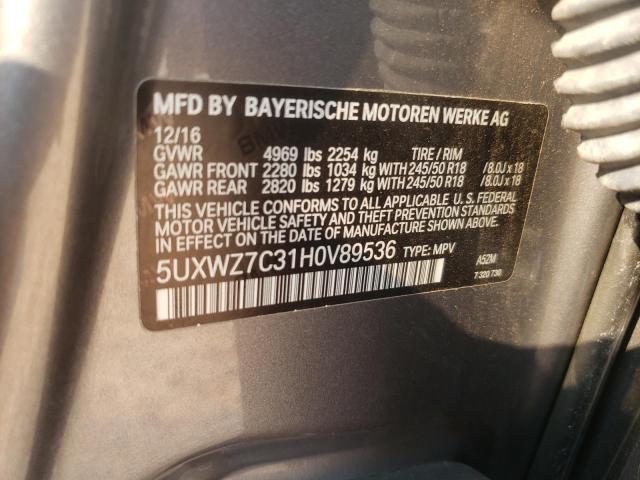 MFD BY BAYERISCHE MOTOREN WERKE AG
12/16
GVWR 4969 lbs 2254 kg TIRE / RIM
GAWR FRONT 2280 lbs 1034 kg WITH 245/50 R18 /8.0J x 18
GAWR REAR 2820 lbs 1279 kg WITH 245/50 R18 /8.0J x 18
THIS VEHICLE CONFORMS TO ALL APPLICABLE U. S. FEDERAL
MOTOR VEHICLE SAFETY AND THEFT PREVENTION STANDARDS
IN EFFECT ON THE DATE OF MANUFACTURE SHOWN ABOVE.
5UXWZ7C31H0V89536 TYPE: MPV A52M
7 320 730